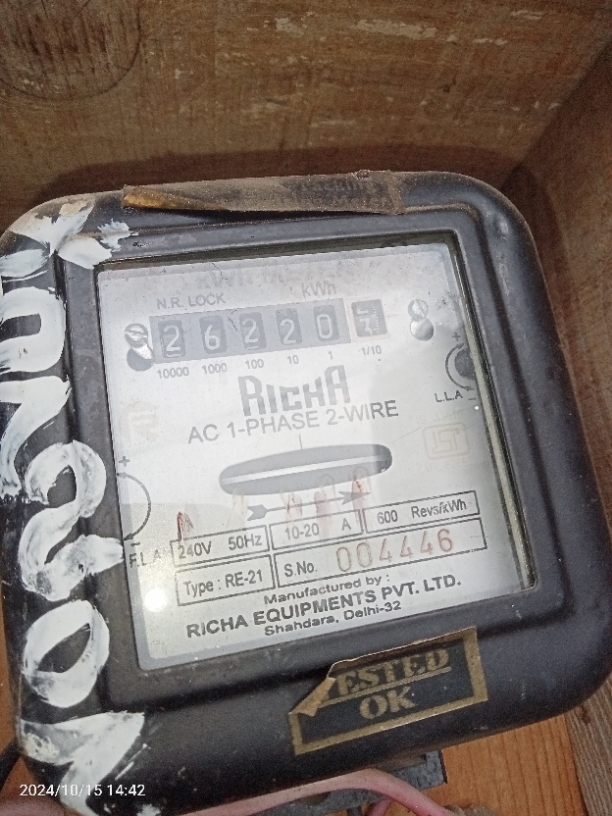 N.R. LOCK kWh
2 6 2 2 0 7
10000 1000 100 10 1 1/10
RICHA
AC 1-PHASE 2-WIRE
L.L.A
+ -
+
F.L.A
240V 50Hz 10-20 A 600 Revs/kWh
Type : RE-21 S.No. 004446
Manufactured by :
RICHA EQUIPMENTS PVT. LTD.
Shahdara, Delhi-32
TESTED
OK
2024/10/15 14:42